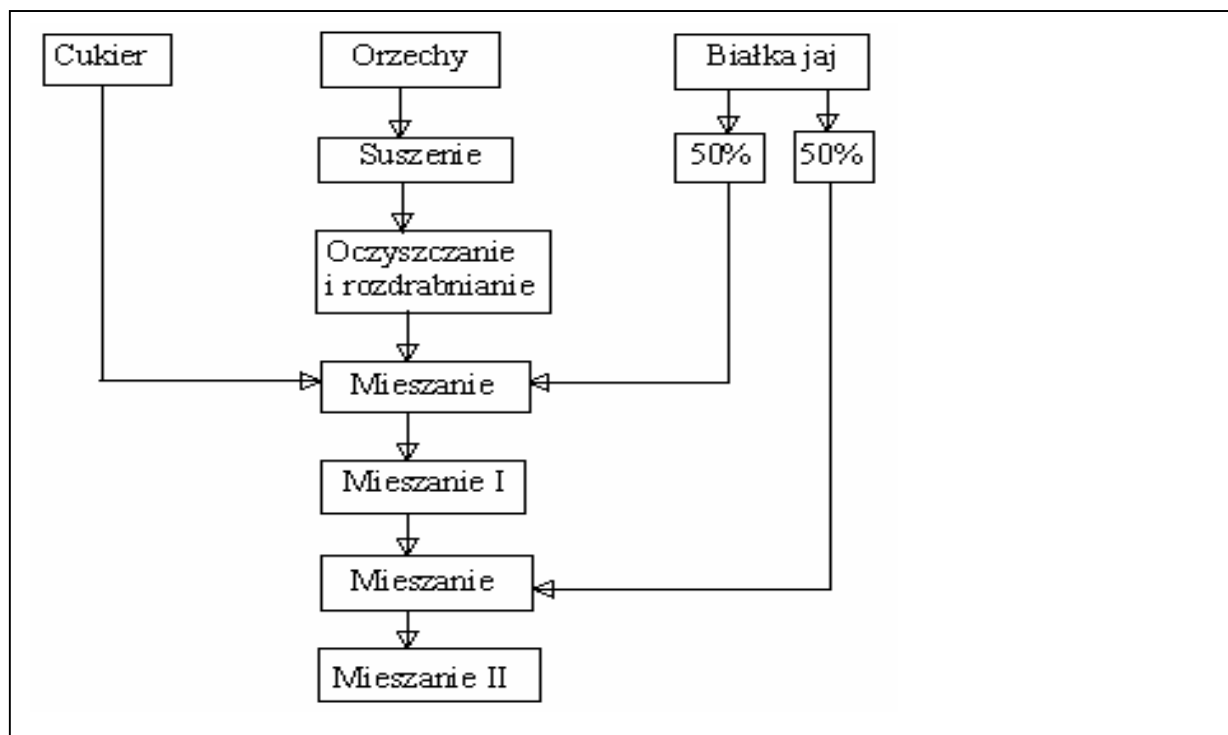 Cukier
Orzechy
Białka jaj
Suszenie
50%
50%
Oczyszczanie
i rozdrabnianie
Mieszanie
Mieszanie I
Mieszanie
Mieszanie II